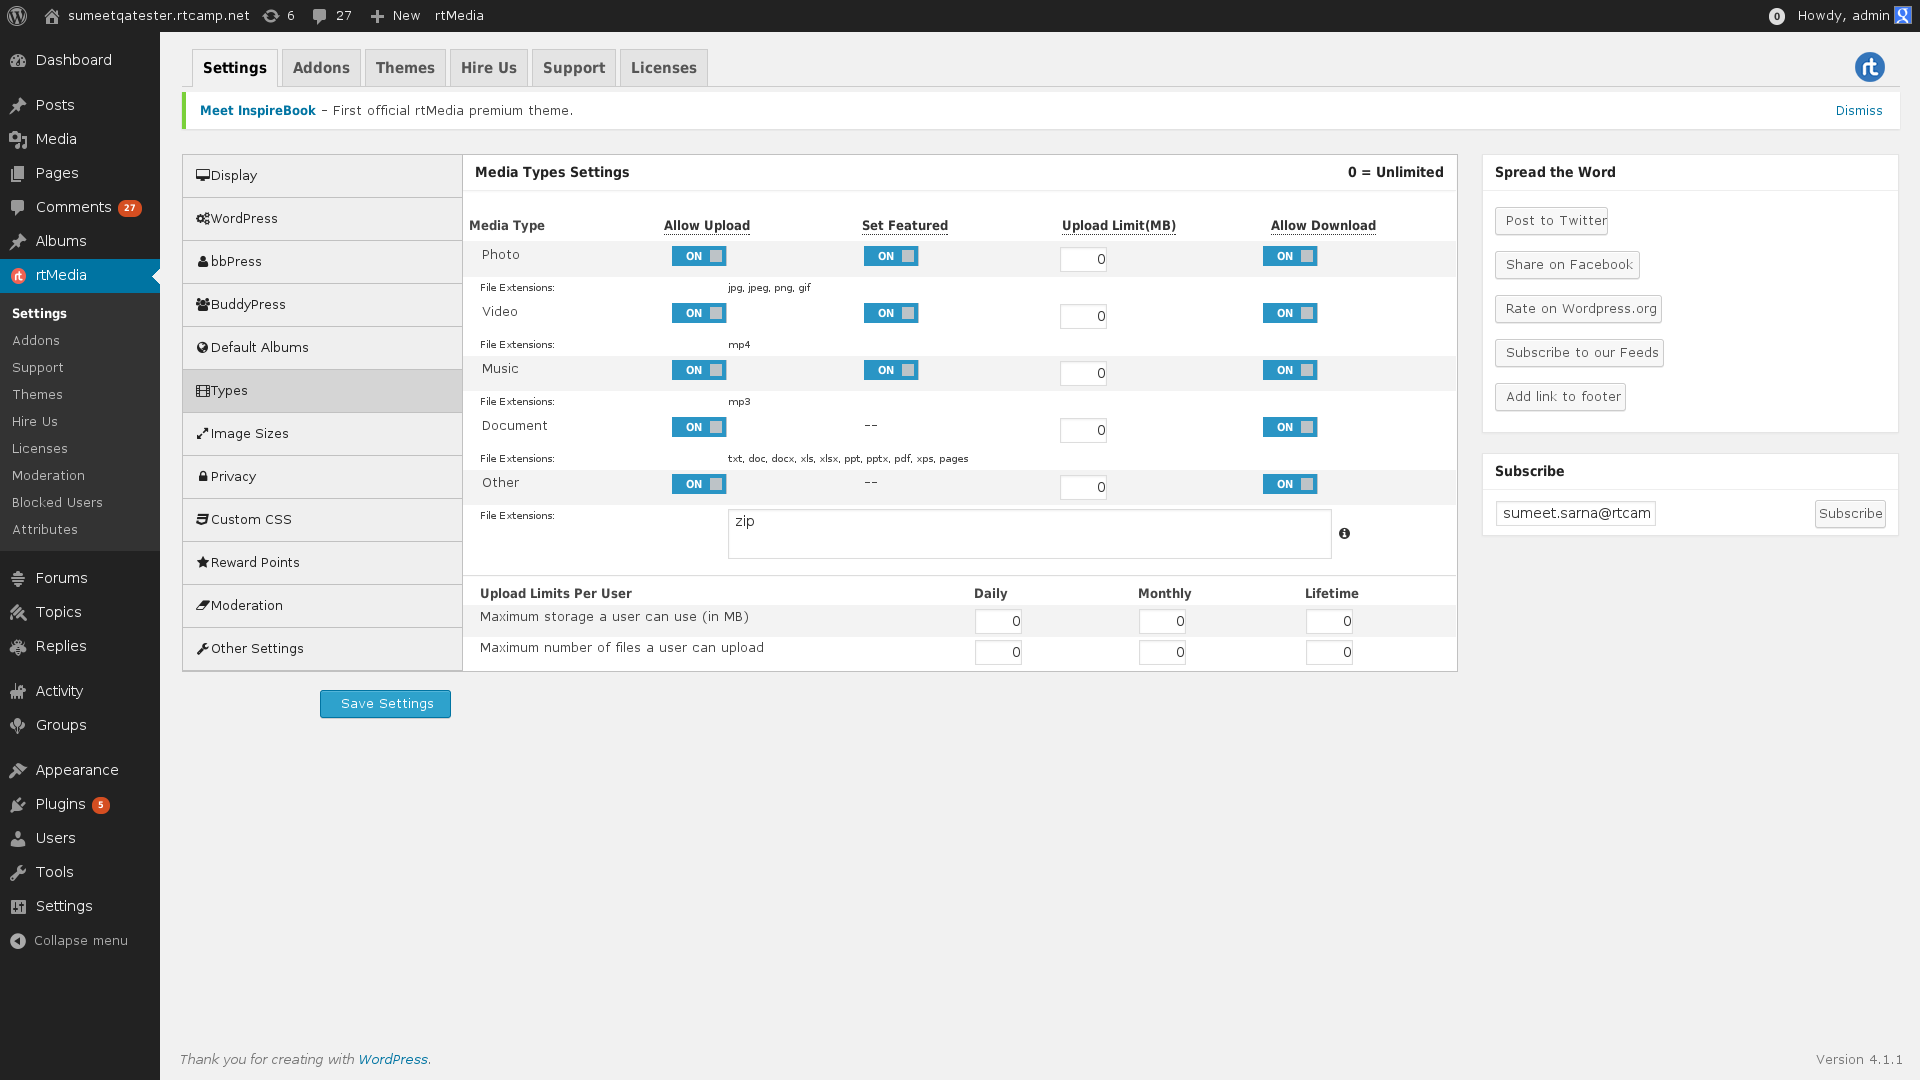 sumeetqatester.rtcamp.net 6 27 New rtMedia 0 Howdy, admin
Dashboard
Posts
Media
Pages
Comments 27
Albums
rtMedia
Settings
Addons
Support
Themes
Hire Us
Licenses
Moderation
Blocked Users
Attributes
Forums
Topics
Replies
Activity
Groups
Appearance
Plugins 5
Users
Tools
Settings
Collapse menu
Settings Addons Themes Hire Us Support Licenses rt
Meet InspireBook – First official rtMedia premium theme. Dismiss
Display
WordPress
bbPress
BuddyPress
Default Albums
Types
Image Sizes
Privacy
Custom CSS
Reward Points
Moderation
Other Settings
Save Settings
Media Types Settings 0 = Unlimited
Media Type Allow Upload Set Featured Upload Limit(MB) Allow Download
Photo ON ON 0 ON
File Extensions: jpg, jpeg, png, gif
Video ON ON 0 ON
File Extensions: mp4
Music ON ON 0 ON
File Extensions: mp3
Document ON -- 0 ON
File Extensions: txt, doc, docx, xls, xlsx, ppt, pptx, pdf, xps, pages
Other ON -- 0 ON
File Extensions: zip
Upload Limits Per User Daily Monthly Lifetime
Maximum storage a user can use (in MB) 0 0 0
Maximum number of files a user can upload 0 0 0
Spread the Word
Post to Twitter
Share on Facebook
Rate on Wordpress.org
Subscribe to our Feeds
Add link to footer
Subscribe
sumeet.sarna@rtcam Subscribe
Thank you for creating with WordPress. Version 4.1.1